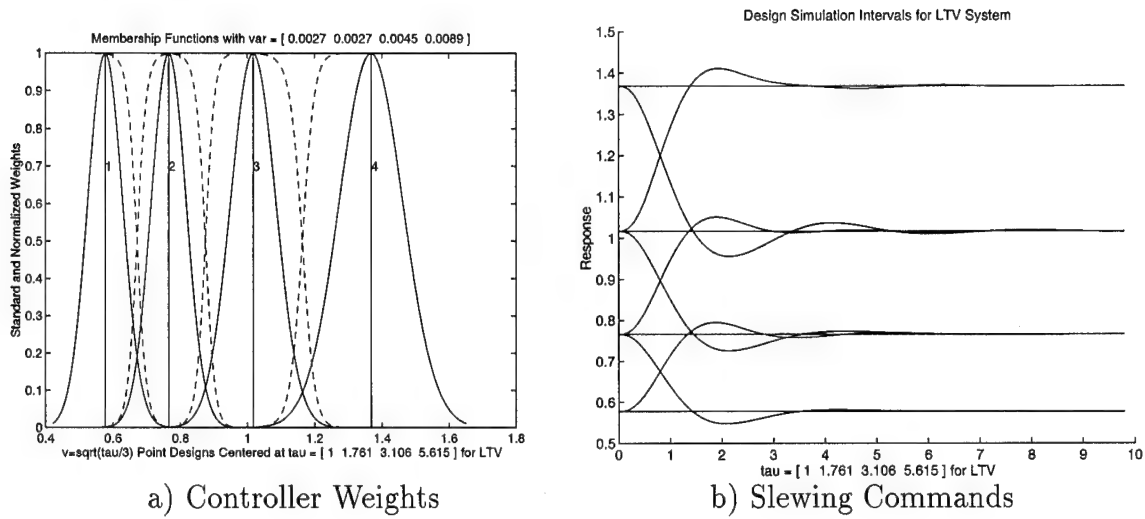 Membership Functions with var = [ 0.0027 0.0027 0.0045 0.0089 ]
Standard and Normalized Weights
1
0.9
0.8
0.7
0.6
0.5
0.4
0.3
0.2
0.1
0
1
2
3
4
0.4 0.6 0.8 1 1.2 1.4 1.6 1.8
v=sqrt(tau/3) Point Designs Centered at tau = [ 1 1.761 3.106 5.615 ] for LTV
a) Controller Weights
Design Simulation Intervals for LTV System
Response
1.5
1.4
1.3
1.2
1.1
1
0.9
0.8
0.7
0.6
0.5
0 1 2 3 4 5 6 7 8 9 10
tau = [ 1 1.761 3.106 5.615 ] for LTV
b) Slewing Commands